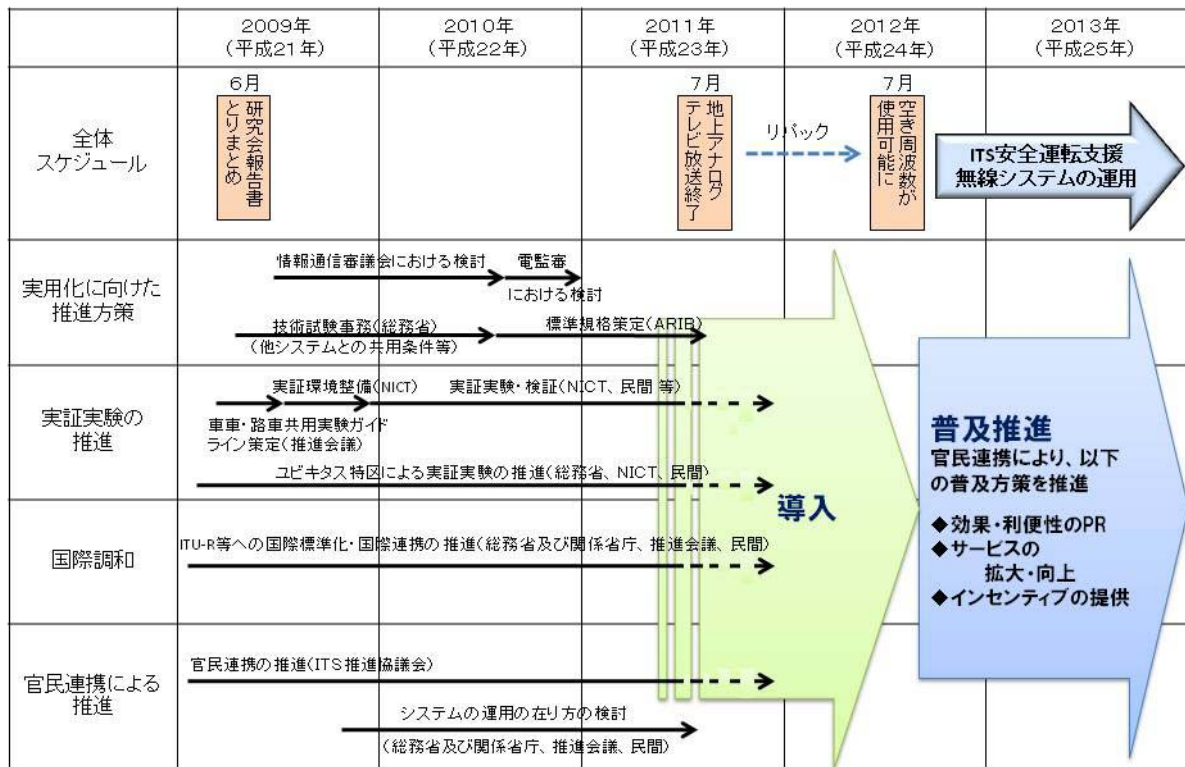 2009年
(平成21年)
2010年
(平成22年)
2011年
(平成23年)
2012年
(平成24年)
2013年
(平成25年)
全体
スケジュール
6月
研究会報告書
とりまとめ
7月
地上アナログ
テレビ放送終了
リパック
7月
空き周波数が
使用可能に
ITS安全運転支援
無線システムの運用
実用化に向けた
推進方策
情報通信審議会における検討
電監審
における検討
技術試験事務(総務省)
(他システムとの共用条件等)
標準規格策定(ARIB)
実証実験の
推進
実証環境整備(NICT)
実証実験・検証(NICT、民間 等)
車車・路車共用実験ガイド
ライン策定(推進会議)
ユビキタス特区による実証実験の推進(総務省、NICT、民間)
国際調和
ITU-R等への国際標準化・国際連携の推進(総務省及び関係省庁、推進会議、民間)
官民連携による
推進
官民連携の推進(ITS推進協議会)
システムの運用の在り方の検討
(総務省及び関係省庁、推進会議、民間)
導入
普及推進
官民連携により、以下
の普及方策を推進
◆効果・利便性のPR
◆サービスの
拡大・向上
◆インセンティブの提供